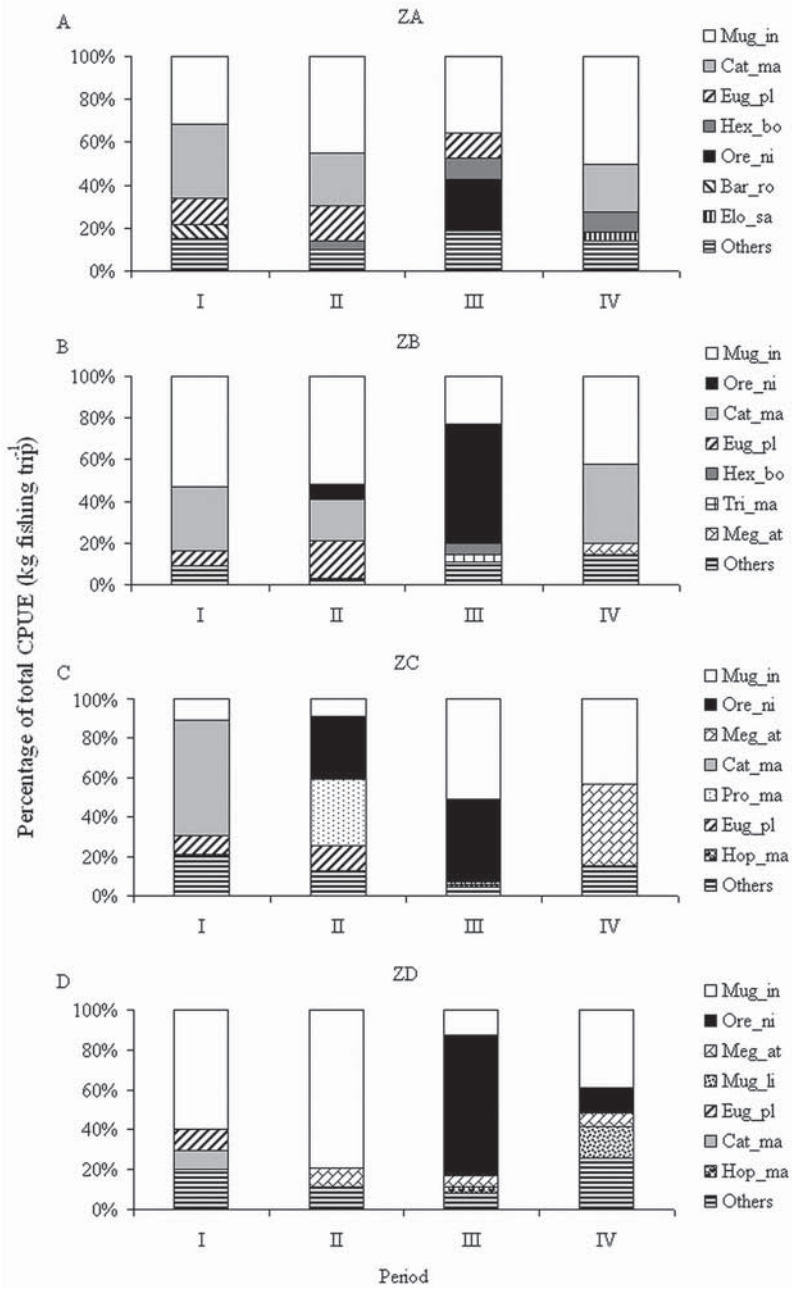 A
ZA
100%
80%
60%
40%
20%
0%
I
II
III
IV
Mug_in
Cat_ma
Eug_pl
Hex_bo
Ore_ni
Bar_ro
Elo_sa
Others
B
ZB
100%
80%
60%
40%
20%
0%
I
II
III
IV
Mug_in
Ore_ni
Cat_ma
Eug_pl
Hex_bo
Tri_ma
Meg_at
Others
Percentage of total CPUE (kg fishing trip-1)
C
ZC
100%
80%
60%
40%
20%
0%
I
II
III
IV
Mug_in
Ore_ni
Meg_at
Cat_ma
Pro_ma
Eug_pl
Hop_ma
Others
D
ZD
100%
80%
60%
40%
20%
0%
I
II
III
IV
Mug_in
Ore_ni
Meg_at
Mug_li
Eug_pl
Cat_ma
Hop_ma
Others
Period